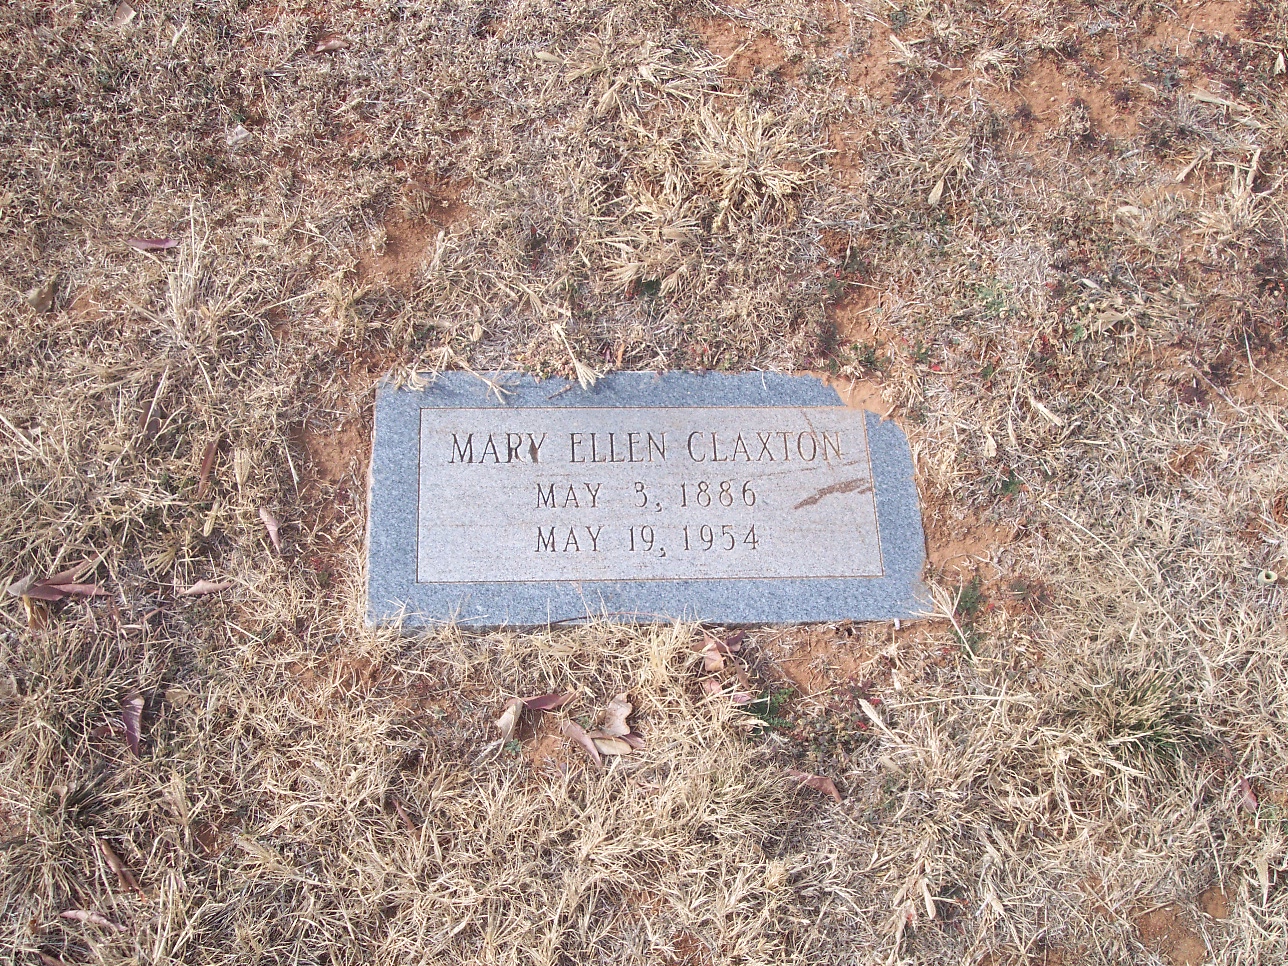 MARY ELLEN CLAXTON
MAY 3, 1886
MAY 19, 1954